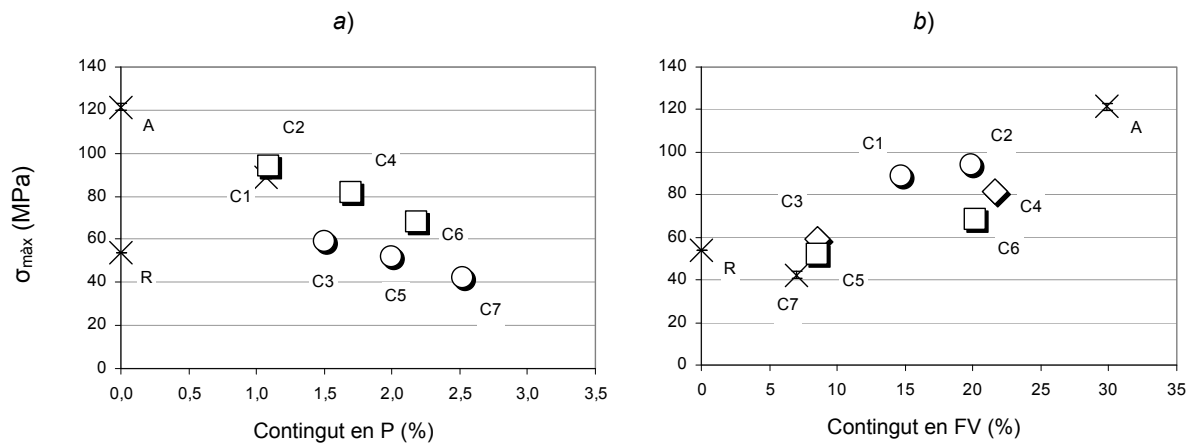 a)
140
120
100
80
60
40
20
0
σmàx (MPa)
A
C2
C4
C1
C6
R
C3
C5
C7
0,0 0,5 1,0 1,5 2,0 2,5 3,0 3,5
Contingut en P (%)
b)
140
120
100
80
60
40
20
0
A
C1
C2
C3
C4
C6
R
C5
C7
0 5 10 15 20 25 30 35
Contingut en FV (%)